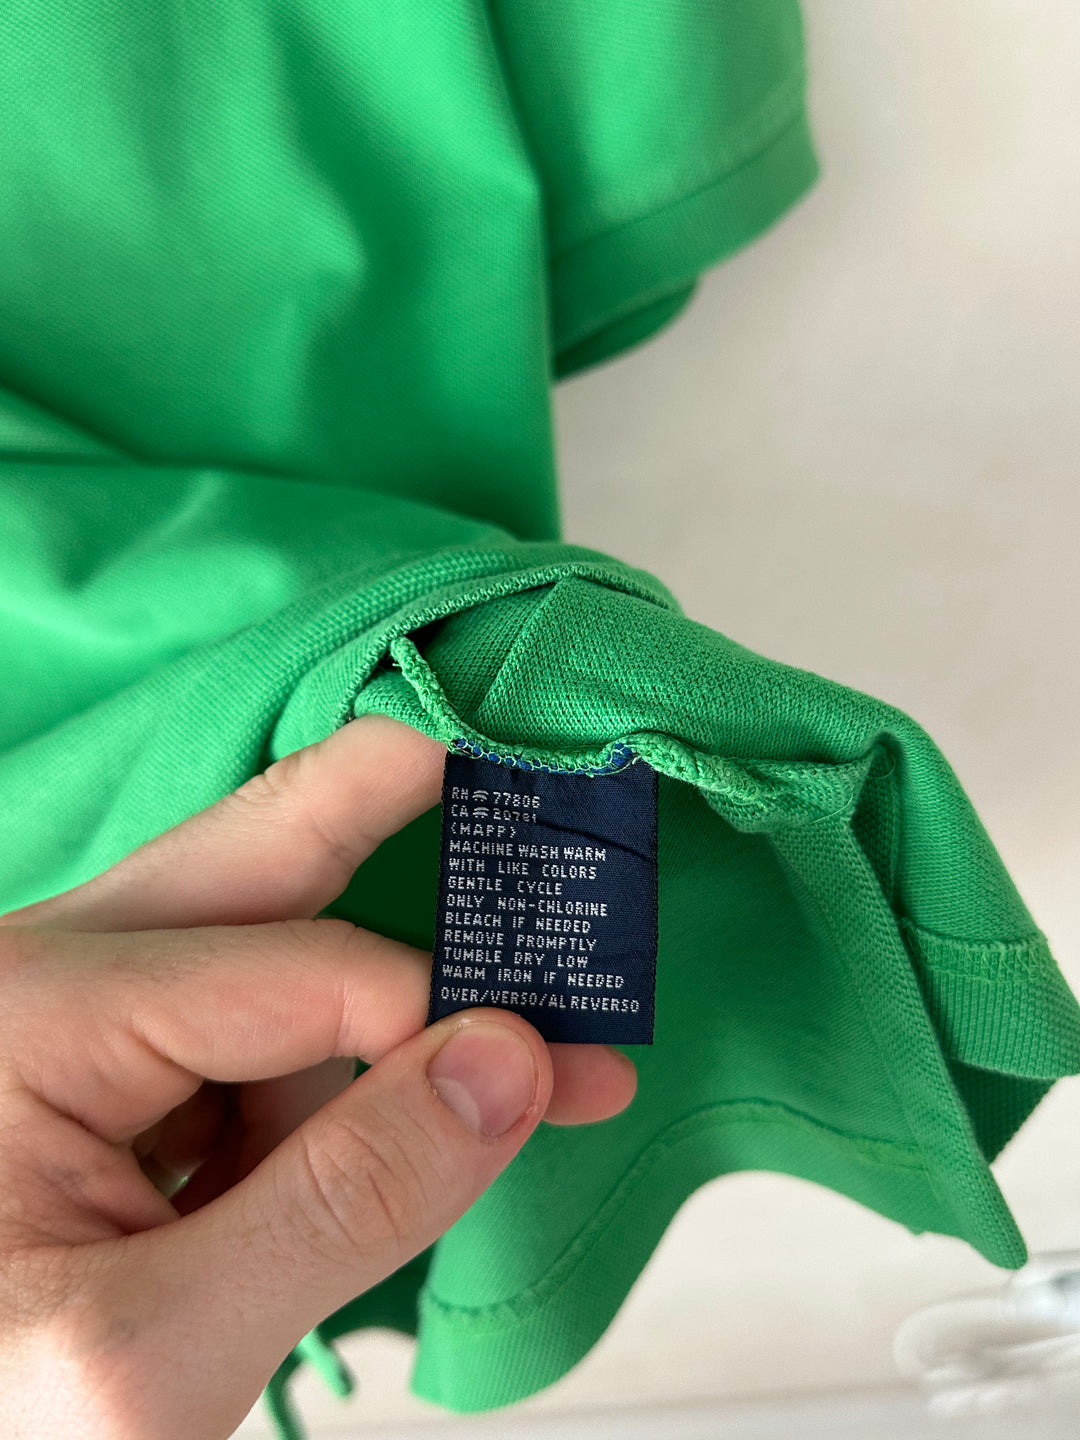 RN 77806
CA 20781
(MAPP)
MACHINE WASH WARM
WITH LIKE COLORS
GENTLE CYCLE
ONLY NON-CHLORINE
BLEACH IF NEEDED
REMOVE PROMPTLY
TUMBLE DRY LOW
WARM IRON IF NEEDED
OVER/VERSO/AL REVERSO